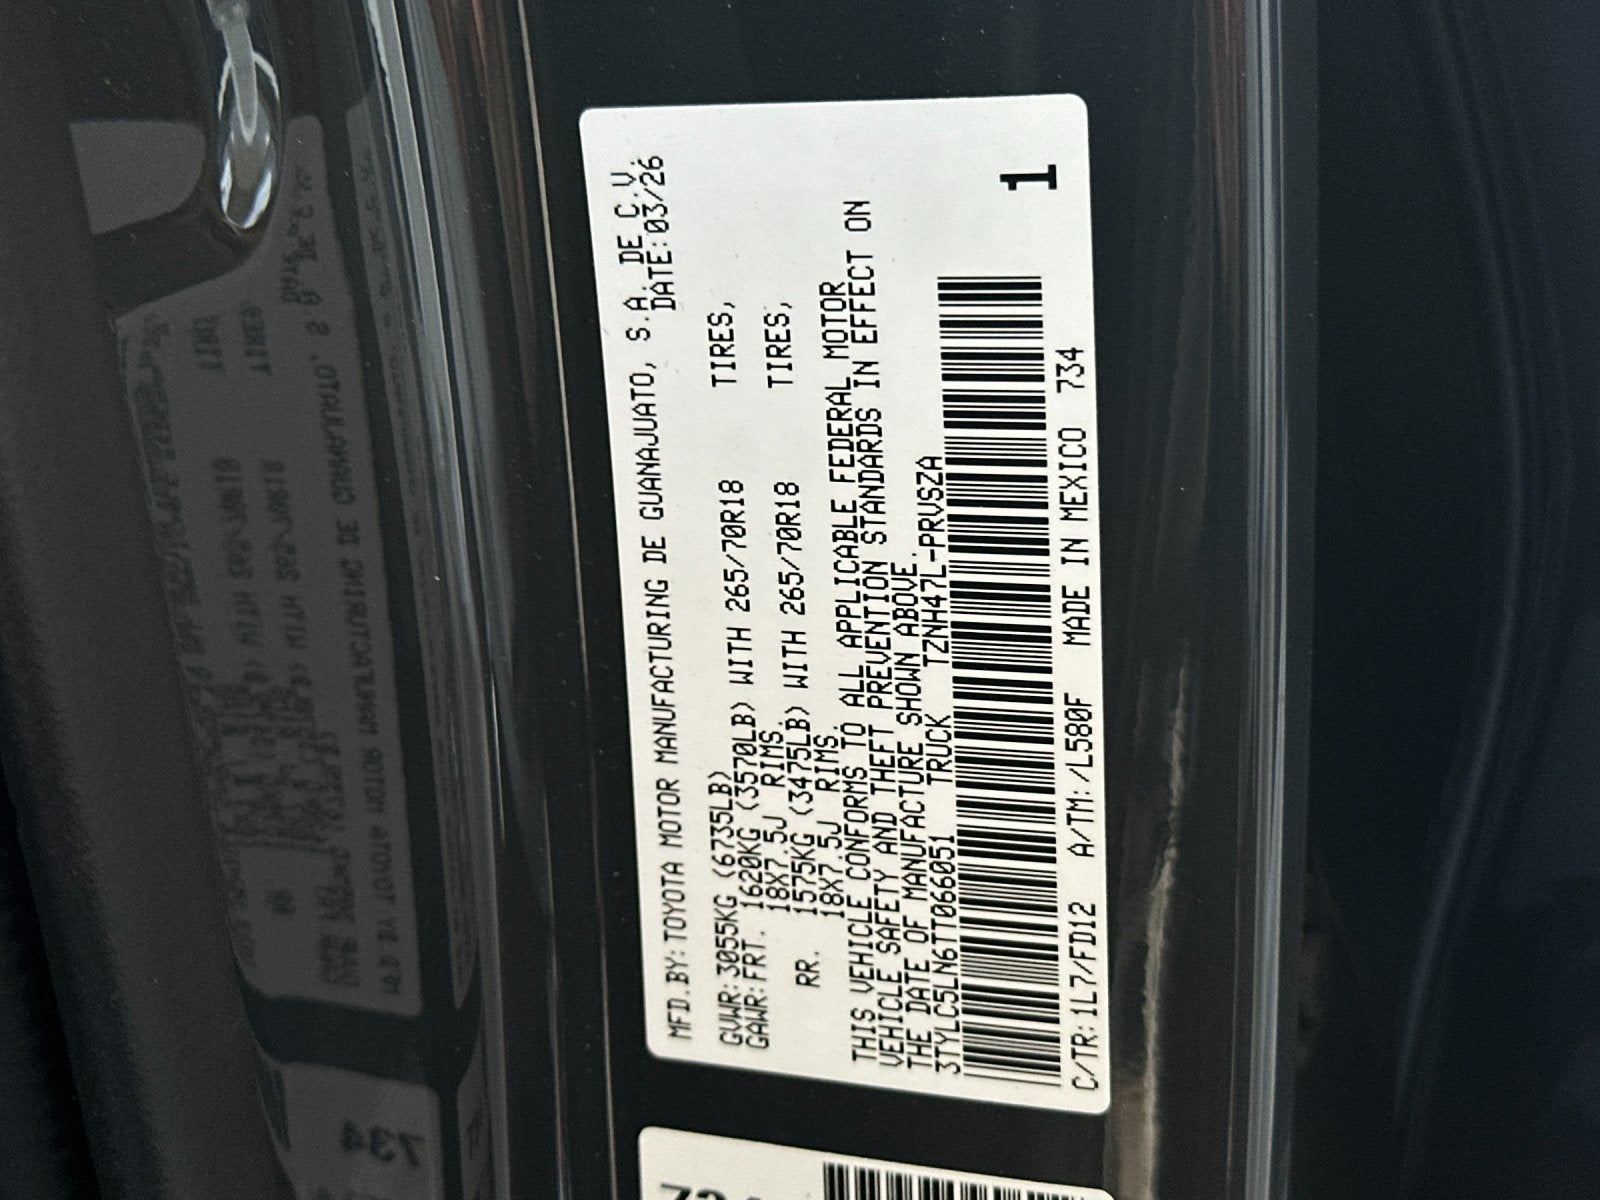 MFD.BY:TOYOTA MOTOR MANUFACTURING DE GUANAJUATO, S.A. DE C.V.
DATE:03/26
GVWR:3055KG (6735LB)
GAWR:FRT. 1620KG (3570LB) WITH 265/70R18 TIRES,
18X7.5J RIMS.
RR. 1575KG (3475LB) WITH 265/70R18 TIRES,
18X7.5J RIMS.
THIS VEHICLE CONFORMS TO ALL APPLICABLE FEDERAL MOTOR
VEHICLE SAFETY AND THEFT PREVENTION STANDARDS IN EFFECT ON
THE DATE OF MANUFACTURE SHOWN ABOVE.
3TYLC5LN6TT066051 TRUCK TZNH47L-PRVSZA
1
C/TR:1L7/FD12 A/TM:/L580F MADE IN MEXICO 734